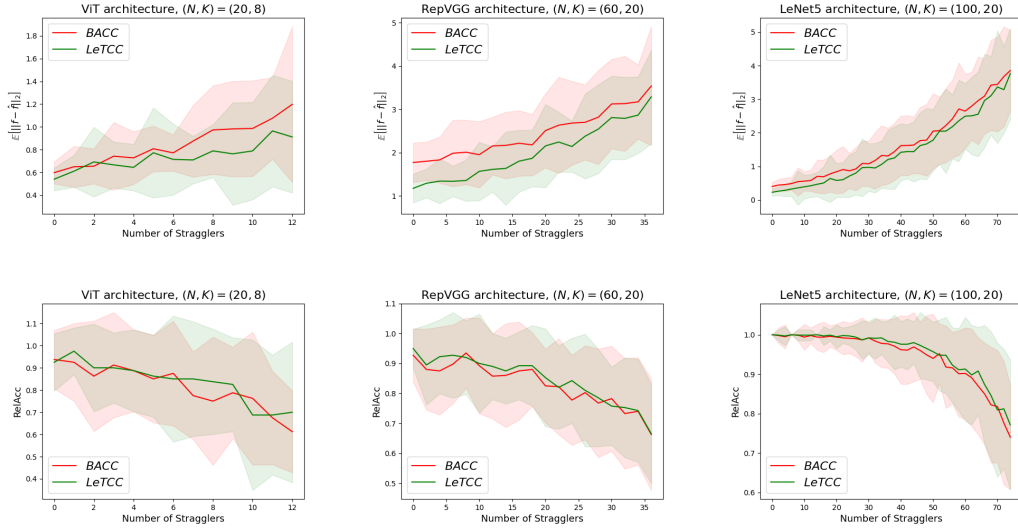 ViT architecture, (N, K) = (20, 8)
1.8
1.6
1.4
1.2
1.0
0.8
0.6
0.4
𝔼[||f − f̂||₂]
BACC
LeTCC
0 2 4 6 8 10 12
Number of Stragglers
RepVGG architecture, (N, K) = (60, 20)
5
4
3
2
1
𝔼[||f − f̂||₂]
BACC
LeTCC
0 5 10 15 20 25 30 35
Number of Stragglers
LeNet5 architecture, (N, K) = (100, 20)
5
4
3
2
1
0
𝔼[||f − f̂||₂]
BACC
LeTCC
0 10 20 30 40 50 60 70
Number of Stragglers
ViT architecture, (N, K) = (20, 8)
1.1
1.0
0.9
0.8
0.7
0.6
0.5
0.4
RelAcc
BACC
LeTCC
0 2 4 6 8 10 12
Number of Stragglers
RepVGG architecture, (N, K) = (60, 20)
1.1
1.0
0.9
0.8
0.7
0.6
0.5
RelAcc
BACC
LeTCC
0 5 10 15 20 25 30 35
Number of Stragglers
LeNet5 architecture, (N, K) = (100, 20)
1.0
0.9
0.8
0.7
0.6
RelAcc
BACC
LeTCC
0 10 20 30 40 50 60 70
Number of Stragglers